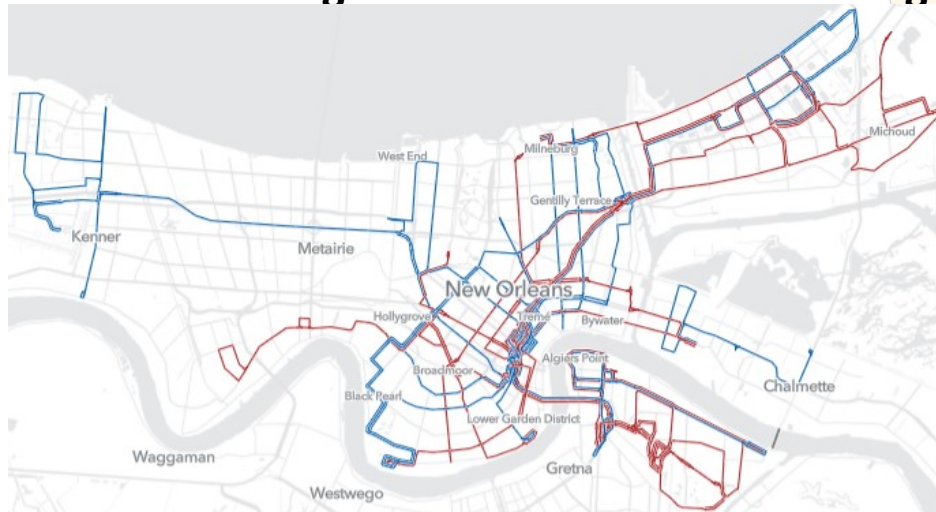 Michoud
Milneburg
West End
Gentilly Terrace
Kenner
Metairie
New Orleans
Hollygrove
Tremé
Bywater
Algiers Point
Broadmoor
Chalmette
Black Pearl
Lower Garden District
Waggaman
Gretna
Westwego